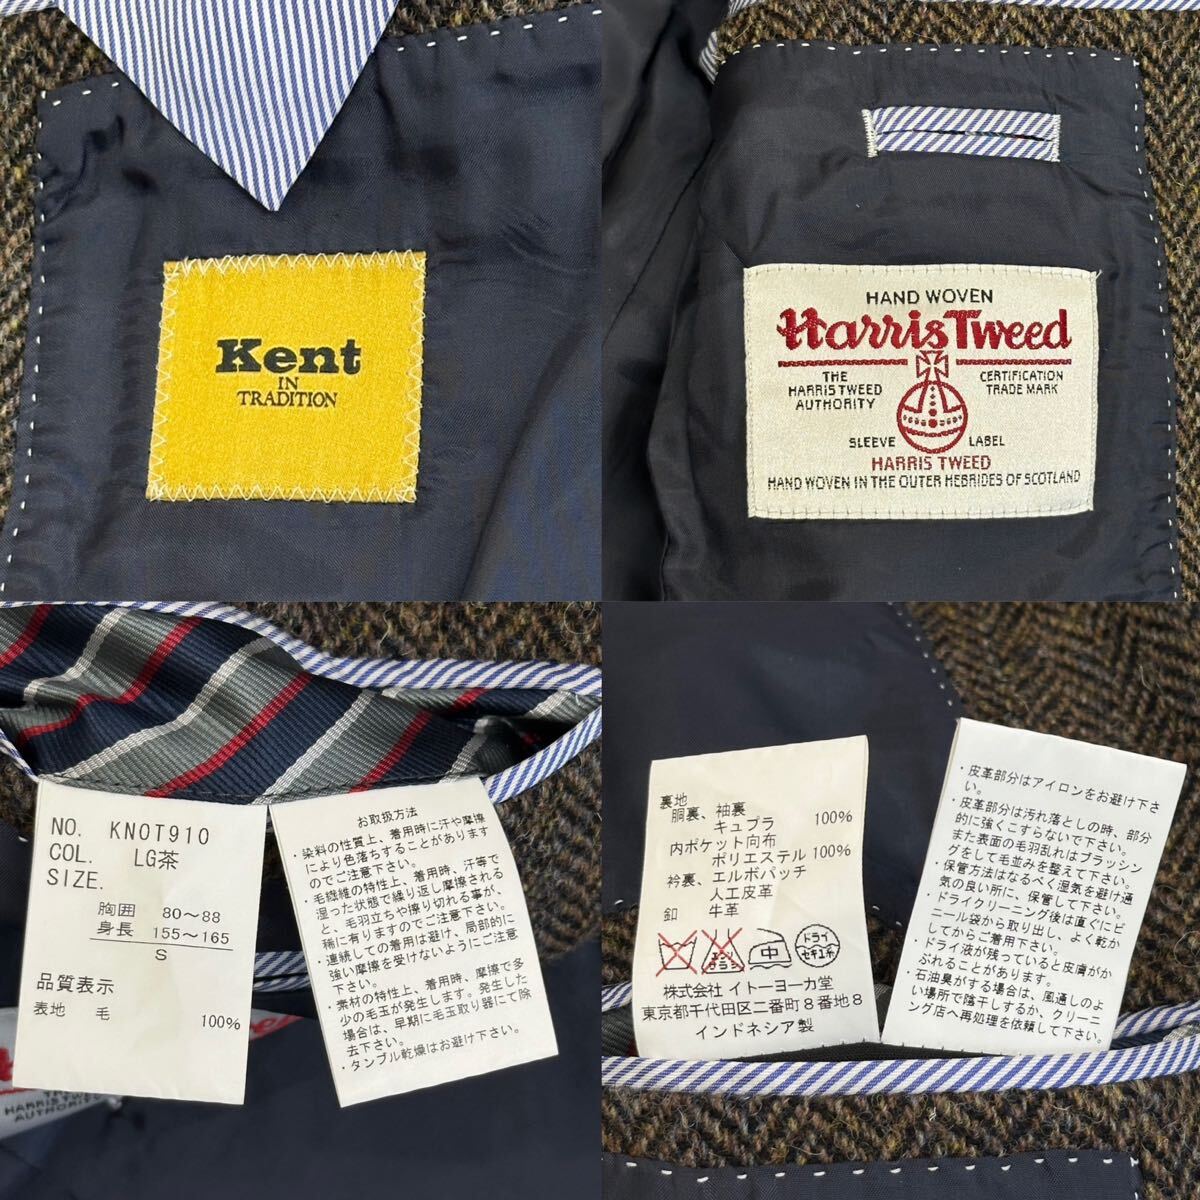 Kent
IN
TRADITION
HAND WOVEN
Harris Tweed
THE
HARRIS TWEED
AUTHORITY
CERTIFICATION
TRADE MARK
SLEEVE LABEL
HARRIS TWEED
HAND WOVEN IN THE OUTER HEBRIDES OF SCOTLAND
NO. KNOT910
COL. LG茶
SIZE.
胸囲 80〜88
身長 155〜165
S
品質表示
表地 毛 100%
HARRIS TWEED
AUTHORITY
お取扱方法
・染料の性質上、着用時に汗や摩擦
により色落ちすることがあります
のでご注意下さい。
・毛繊維の特性上、着用時、汗等で
湿った状態で繰り返し摩擦される
と、毛羽立ちや擦り切れる事が、
稀に有りますのでご注意下さい。
・連続しての着用は避け、局部的に
強い摩擦を受けないようにご注意
下さい。
・素材の特性上、着用時、摩擦で多
少の毛玉が発生します。発生した
場合は、早期に毛玉取り器にて除
去下さい。
・タンブル乾燥はお避け下さい。
裏地
胴裏、袖裏
キュプラ 100%
内ポケット向布
ポリエステル 100%
衿裏、エルボパッチ
人工皮革
釦 牛革
中
ドライ
セキユ系
株式会社 イトーヨーカ堂
東京都千代田区二番町8番地8
インドネシア製
・皮革部分はアイロンをお避け下さ
い。
・皮革部分は汚れ落としの時、部分
的に強くこすらないで下さい。
また表面の毛羽乱れはブラッシン
グをして毛並みを整えて下さい。
・保管方法はなるべく湿気を避け通
気の良い所に、保管して下さい。
・ドライクリーニング後は直ぐにビ
ニール袋から取り出し、よく乾か
してからご着用下さい。
・ドライ液が残っていると皮膚がか
ぶれることがあります。
・石油臭がする場合は、風通しのよ
い場所で陰干しするか、クリーニ
ング店へ再処理を依頼して下さい。